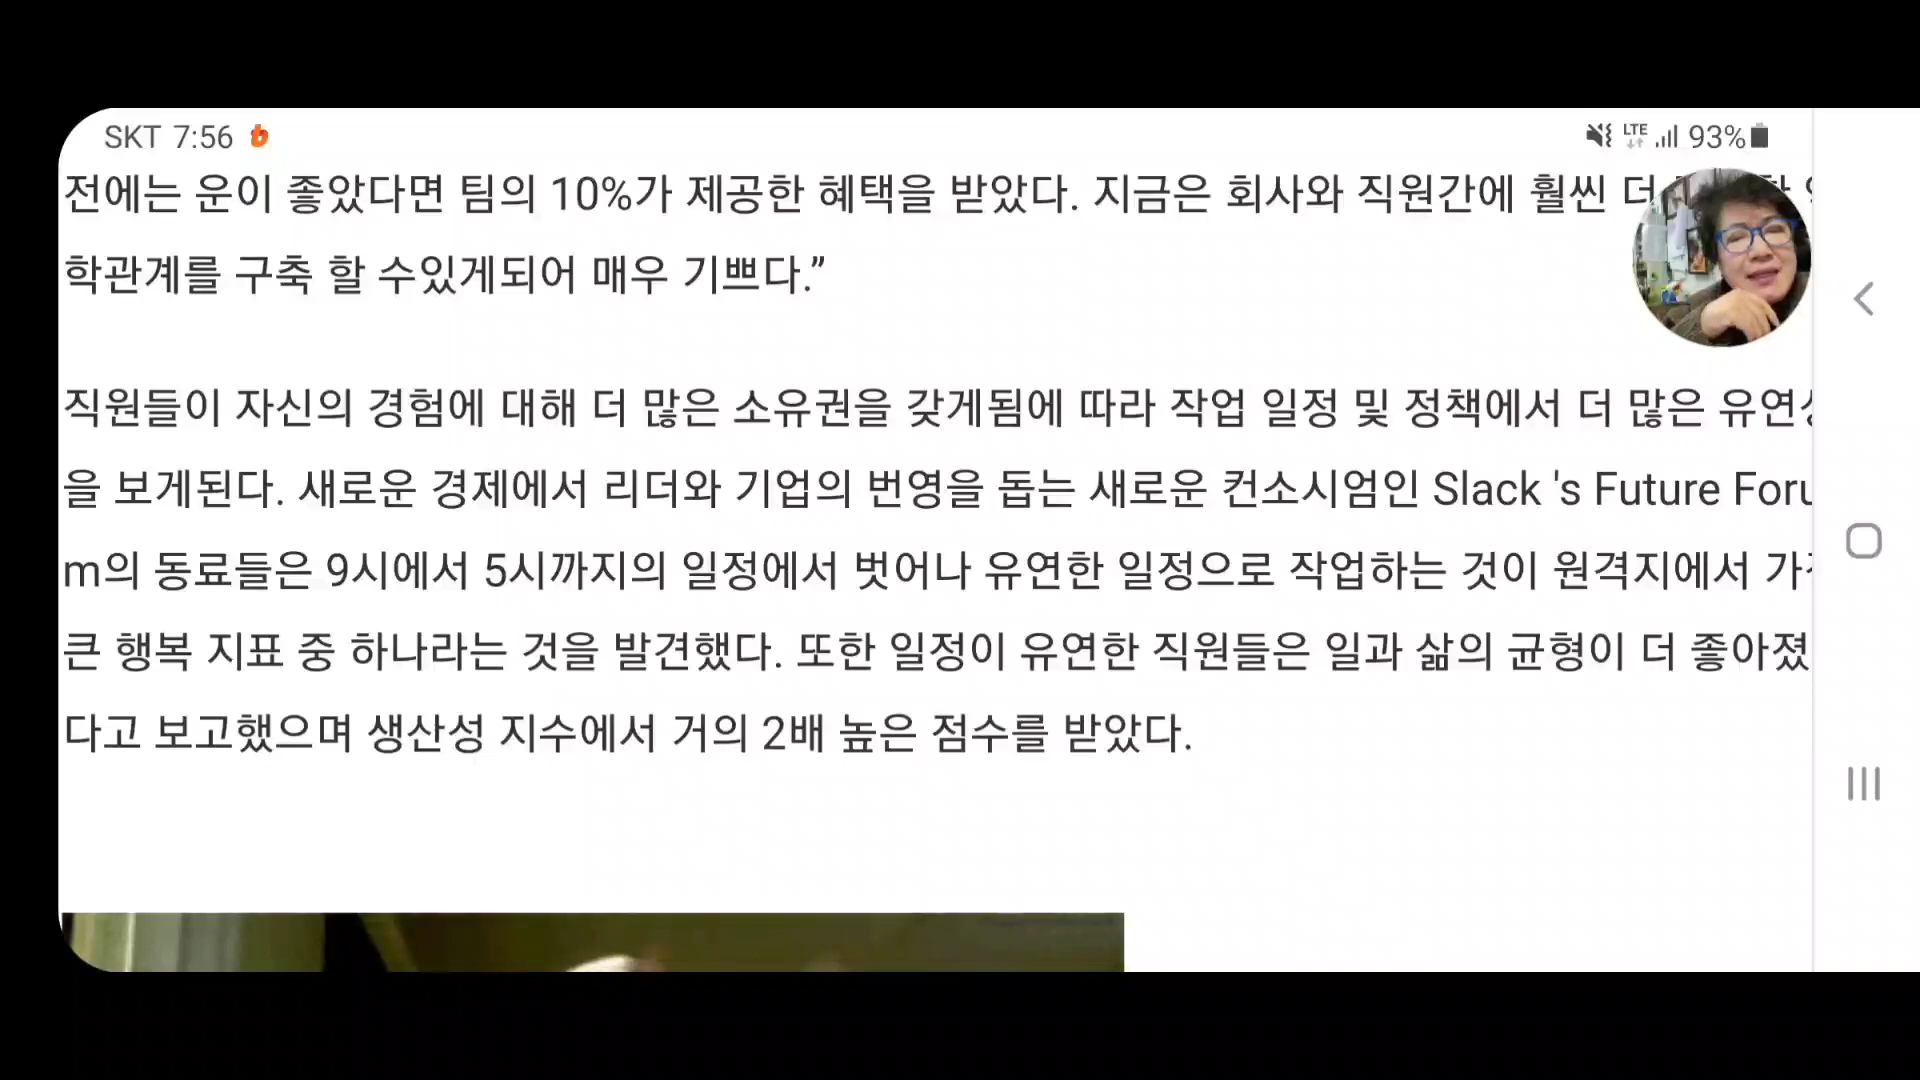 SKT 7:56
LTE 93%
전에는 운이 좋았다면 팀의 10%가 제공한 혜택을 받았다. 지금은 회사와 직원간에 훨씬 더
학관계를 구축 할 수있게되어 매우 기쁘다.”
직원들이 자신의 경험에 대해 더 많은 소유권을 갖게됨에 따라 작업 일정 및 정책에서 더 많은 유연성
을 보게된다. 새로운 경제에서 리더와 기업의 번영을 돕는 새로운 컨소시엄인 Slack 's Future Foru
m의 동료들은 9시에서 5시까지의 일정에서 벗어나 유연한 일정으로 작업하는 것이 원격지에서 가장
큰 행복 지표 중 하나라는 것을 발견했다. 또한 일정이 유연한 직원들은 일과 삶의 균형이 더 좋아졌
다고 보고했으며 생산성 지수에서 거의 2배 높은 점수를 받았다.